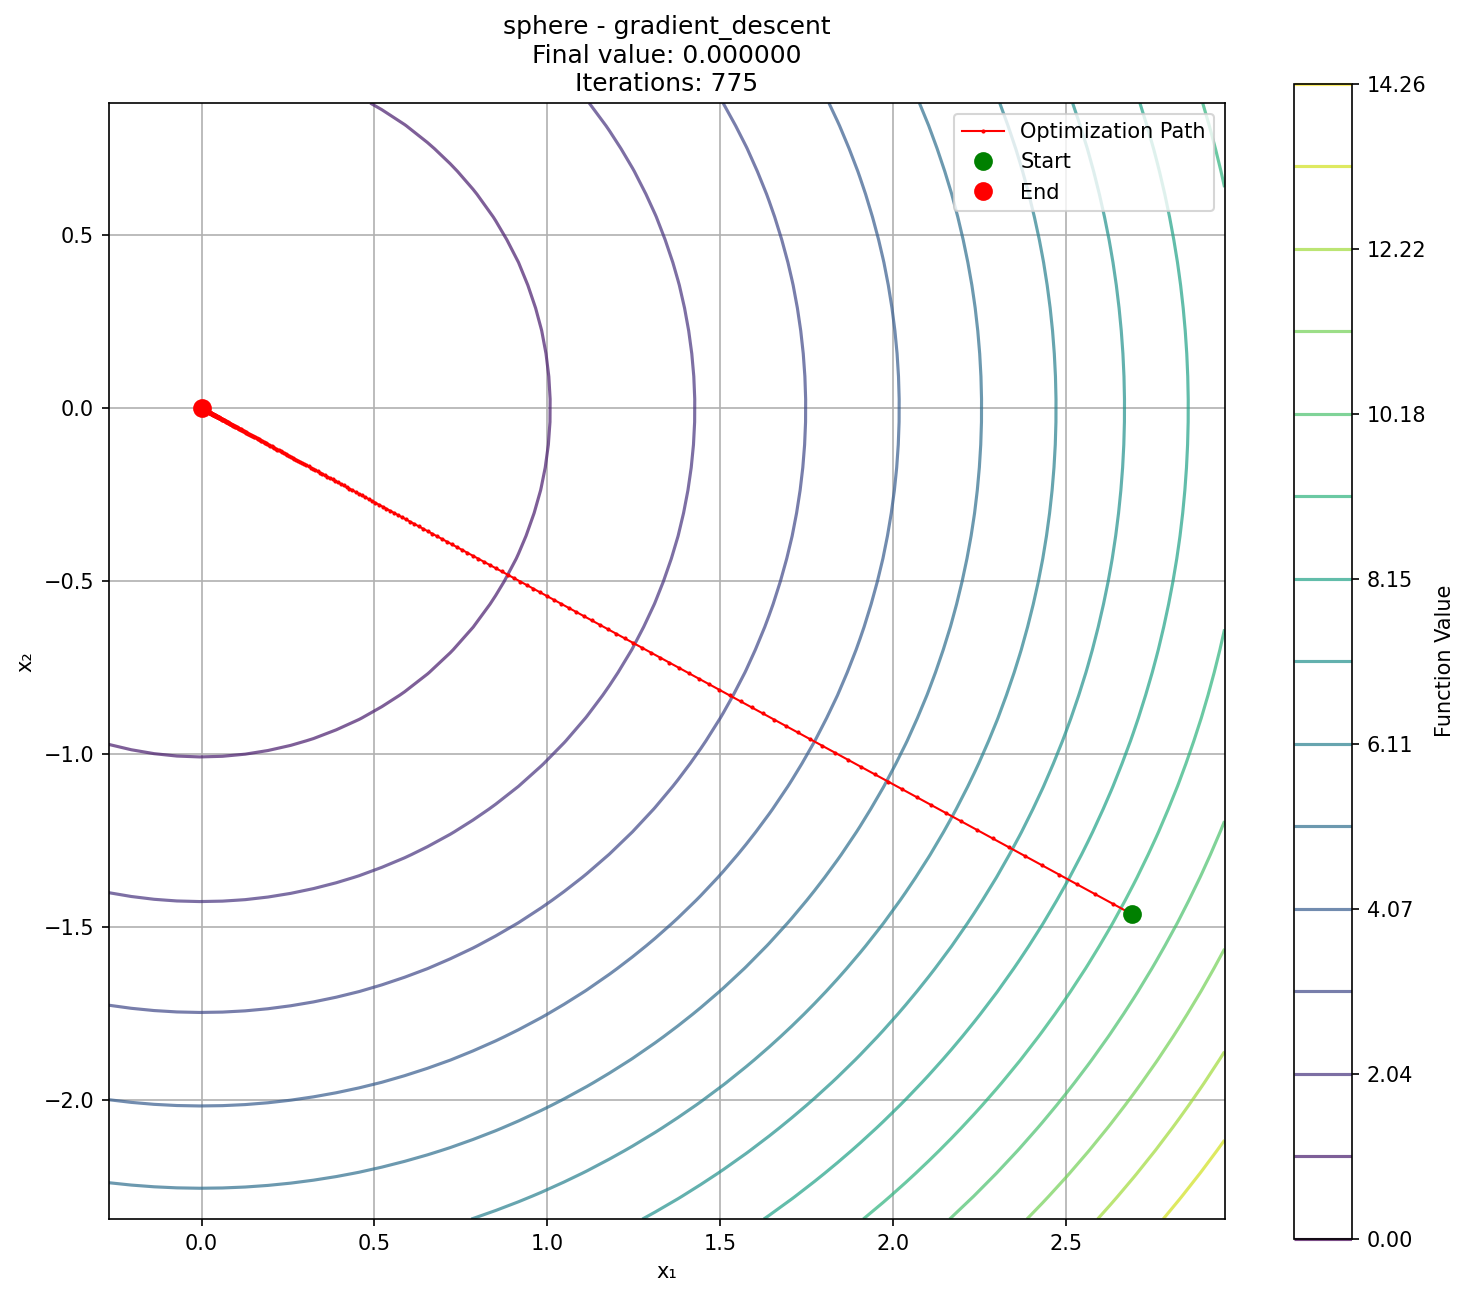 sphere - gradient_descent
Final value: 0.000000
Iterations: 775
Optimization Path
Start
End
0.5
0.0
−0.5
−1.0
−1.5
−2.0
x₂
0.0
0.5
1.0
1.5
2.0
2.5
x₁
14.26
12.22
10.18
8.15
6.11
4.07
2.04
0.00
Function Value